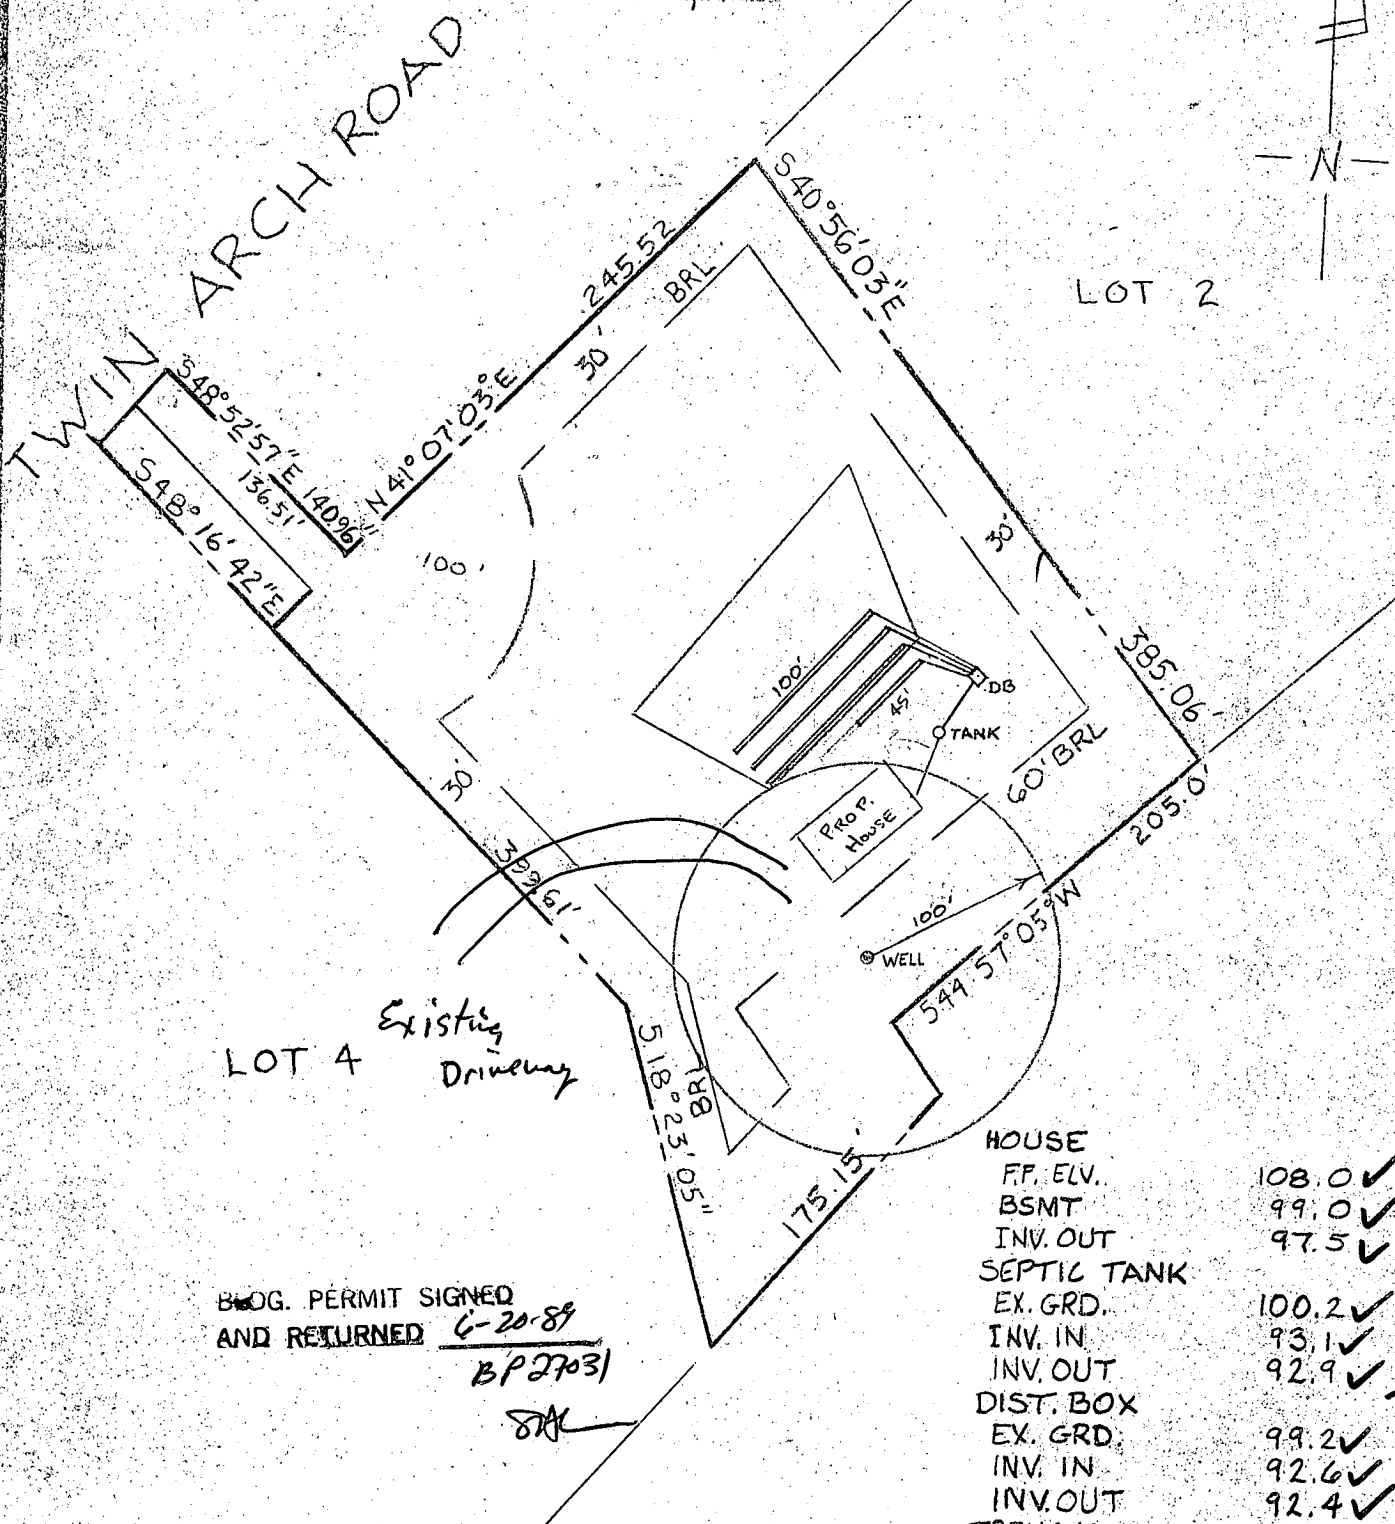 TWIN ARCH ROAD
N
S40°56'03"E
245.52
BRL
30'
LOT 2
S48°52'57"E 140.96'
136.51'
N 41°07'03"E
S48°16'42"E
100'
30'
385.06'
100'
45'
DB
TANK
60' BRL
205.0'
PROP.
HOUSE
30'
399.61'
100'
WELL
S44°57'05"W
Existing
Driveway
LOT 4
S.18°23'05"
BRL
175.15'
HOUSE
F.F. ELV. 108.0 ✓
BSMT 99.0 ✓
INV. OUT 97.5 ✓
SEPTIC TANK
EX. GRD. 100.2 ✓
INV. IN 93.1 ✓
INV. OUT 92.9 ✓
DIST. BOX
EX. GRD. 99.2 ✓
INV. IN 92.6 ✓
INV. OUT 92.4 ✓
BLDG. PERMIT SIGNED
AND RETURNED 6-20-89
BP 27031